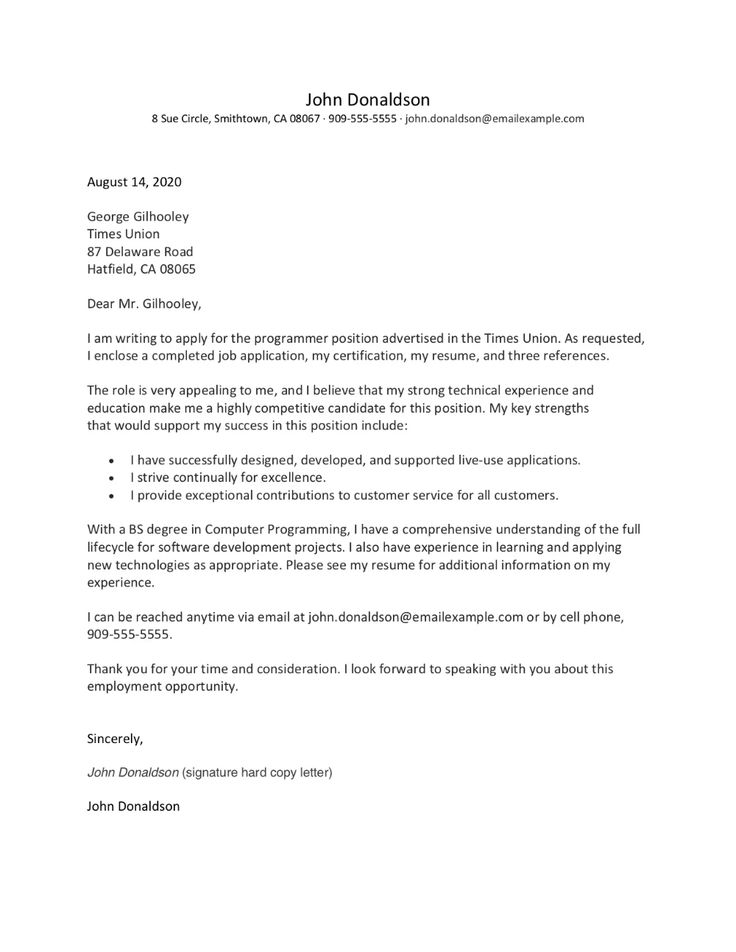 John Donaldson
8 Sue Circle, Smithtown, CA 08067 · 909-555-5555 · john.donaldson@emailexample.com
August 14, 2020
George Gilhooley
Times Union
87 Delaware Road
Hatfield, CA 08065
Dear Mr. Gilhooley,
I am writing to apply for the programmer position advertised in the Times Union. As requested,
I enclose a completed job application, my certification, my resume, and three references.
The role is very appealing to me, and I believe that my strong technical experience and
education make me a highly competitive candidate for this position. My key strengths
that would support my success in this position include:
• I have successfully designed, developed, and supported live-use applications.
• I strive continually for excellence.
• I provide exceptional contributions to customer service for all customers.
With a BS degree in Computer Programming, I have a comprehensive understanding of the full
lifecycle for software development projects. I also have experience in learning and applying
new technologies as appropriate. Please see my resume for additional information on my
experience.
I can be reached anytime via email at john.donaldson@emailexample.com or by cell phone,
909-555-5555.
Thank you for your time and consideration. I look forward to speaking with you about this
employment opportunity.
Sincerely,
John Donaldson (signature hard copy letter)
John Donaldson